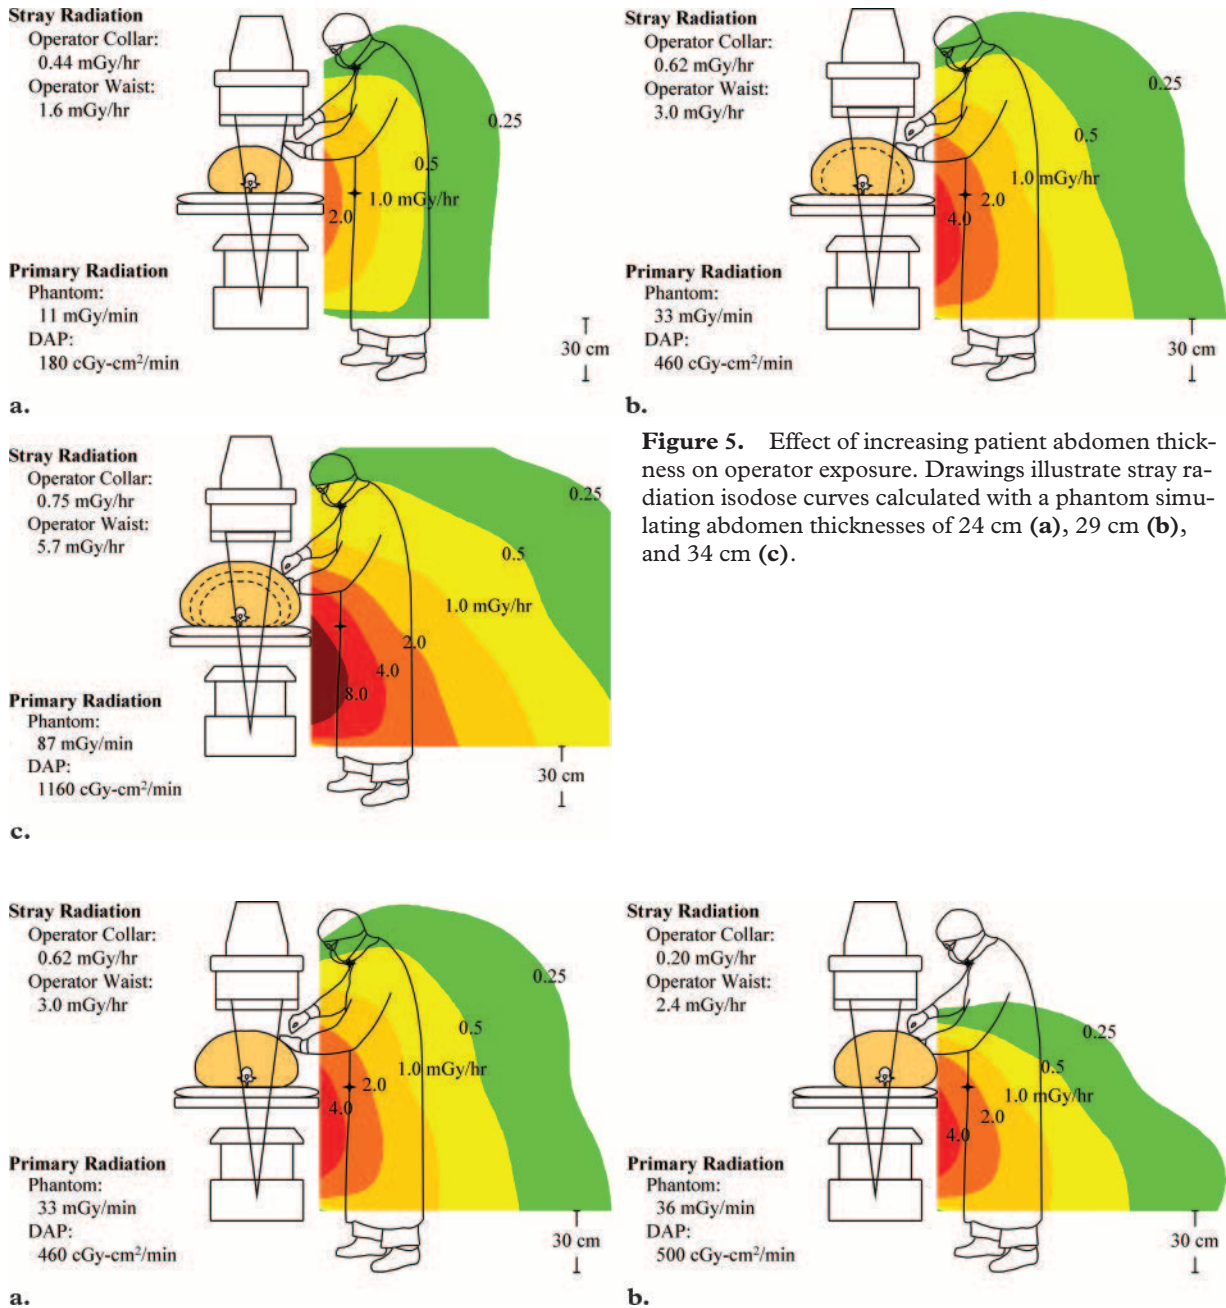 Stray Radiation
Operator Collar:
0.44 mGy/hr
Operator Waist:
1.6 mGy/hr
0.25
0.5
1.0 mGy/hr
2.0
Primary Radiation
Phantom:
11 mGy/min
DAP:
180 cGy-cm²/min
30 cm
a.
Stray Radiation
Operator Collar:
0.62 mGy/hr
Operator Waist:
3.0 mGy/hr
0.25
0.5
1.0 mGy/hr
2.0
4.0
Primary Radiation
Phantom:
33 mGy/min
DAP:
460 cGy-cm²/min
30 cm
b.
Stray Radiation
Operator Collar:
0.75 mGy/hr
Operator Waist:
5.7 mGy/hr
0.25
0.5
1.0 mGy/hr
2.0
4.0
8.0
Primary Radiation
Phantom:
87 mGy/min
DAP:
1160 cGy-cm²/min
30 cm
c.
Figure 5. Effect of increasing patient abdomen thick-
ness on operator exposure. Drawings illustrate stray ra-
diation isodose curves calculated with a phantom simu-
lating abdomen thicknesses of 24 cm (a), 29 cm (b),
and 34 cm (c).
Stray Radiation
Operator Collar:
0.62 mGy/hr
Operator Waist:
3.0 mGy/hr
0.25
0.5
1.0 mGy/hr
2.0
4.0
Primary Radiation
Phantom:
33 mGy/min
DAP:
460 cGy-cm²/min
30 cm
a.
Stray Radiation
Operator Collar:
0.20 mGy/hr
Operator Waist:
2.4 mGy/hr
0.25
0.5
1.0 mGy/hr
2.0
4.0
Primary Radiation
Phantom:
36 mGy/min
DAP:
500 cGy-cm²/min
30 cm
b.